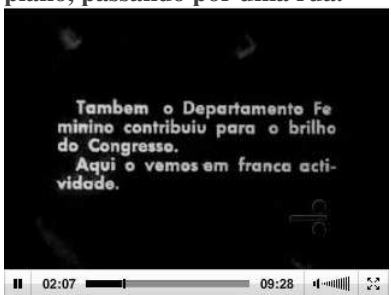 plano, passando por uma rua.
Tambem o Departamento Fe
minino contribuiu para o brilho
do Congresso.
Aqui o vemos em franca acti-
vidade.
02:07
09:28